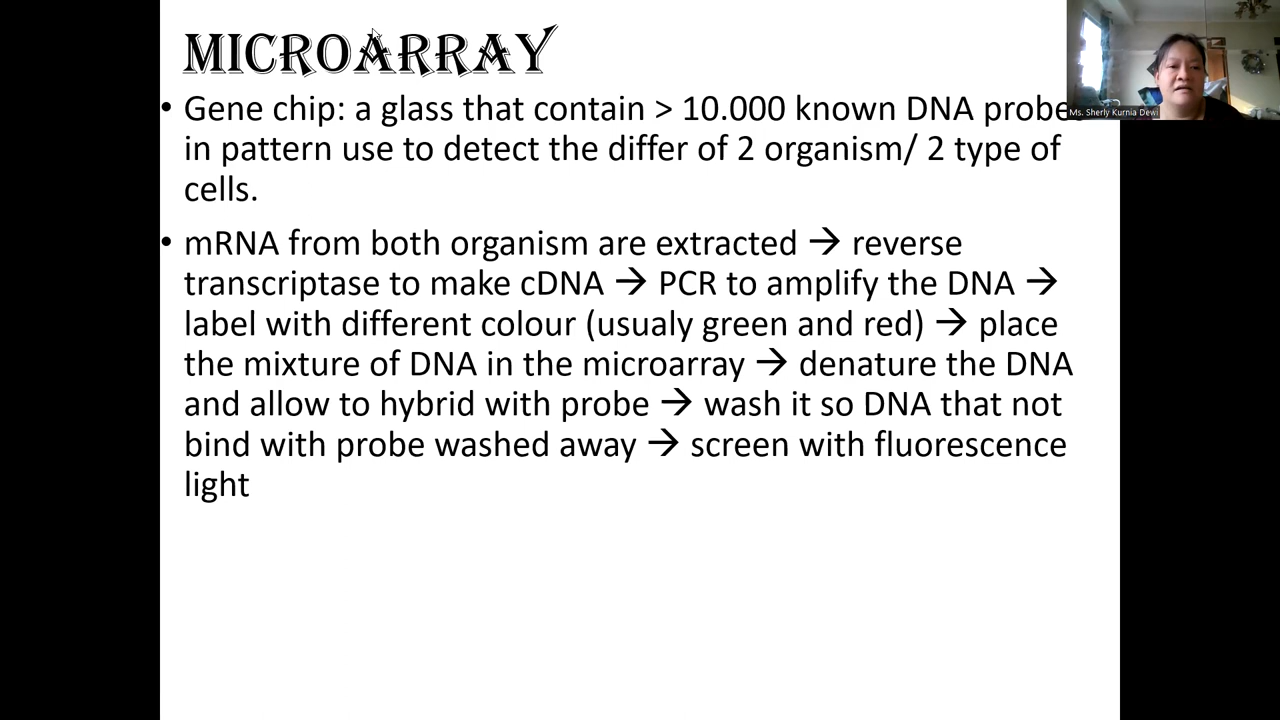 MICROARRAY
• Gene chip: a glass that contain > 10.000 known DNA probe
in pattern use to detect the differ of 2 organism/ 2 type of
cells.
• mRNA from both organism are extracted → reverse
transcriptase to make cDNA → PCR to amplify the DNA →
label with different colour (usualy green and red) → place
the mixture of DNA in the microarray → denature the DNA
and allow to hybrid with probe → wash it so DNA that not
bind with probe washed away → screen with fluorescence
light
Ms. Sherly Kurnia Dewi